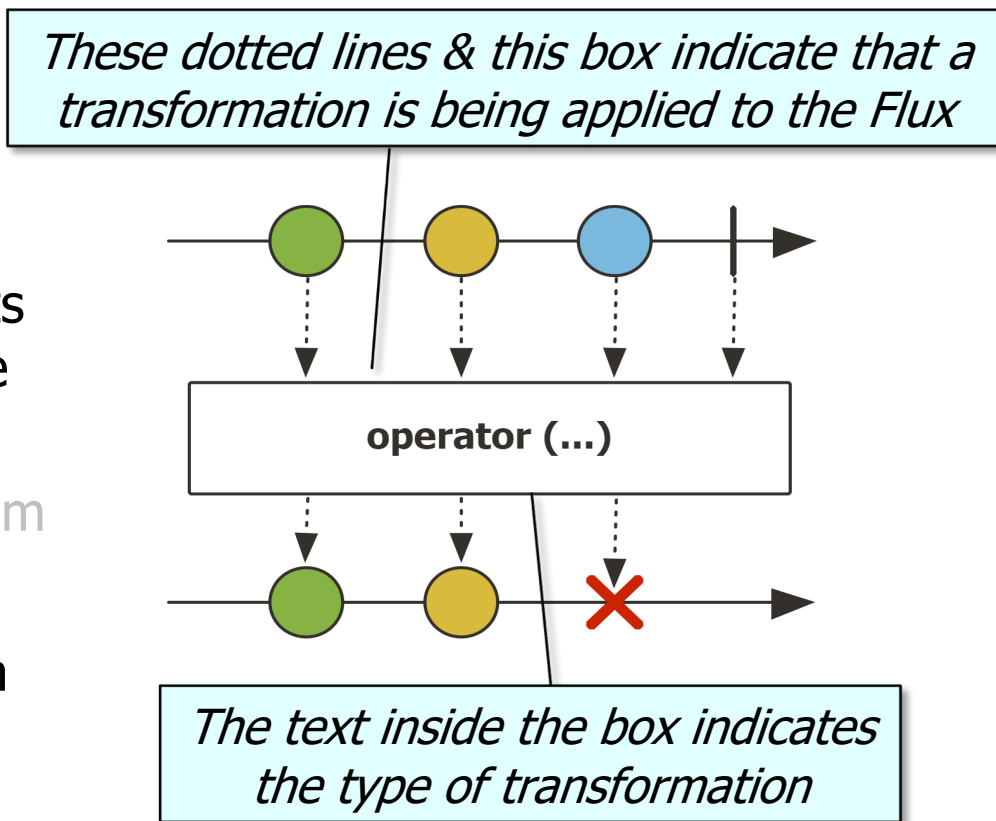 These dotted lines & this box indicate that a
transformation is being applied to the Flux
operator (...)
The text inside the box indicates
the type of transformation